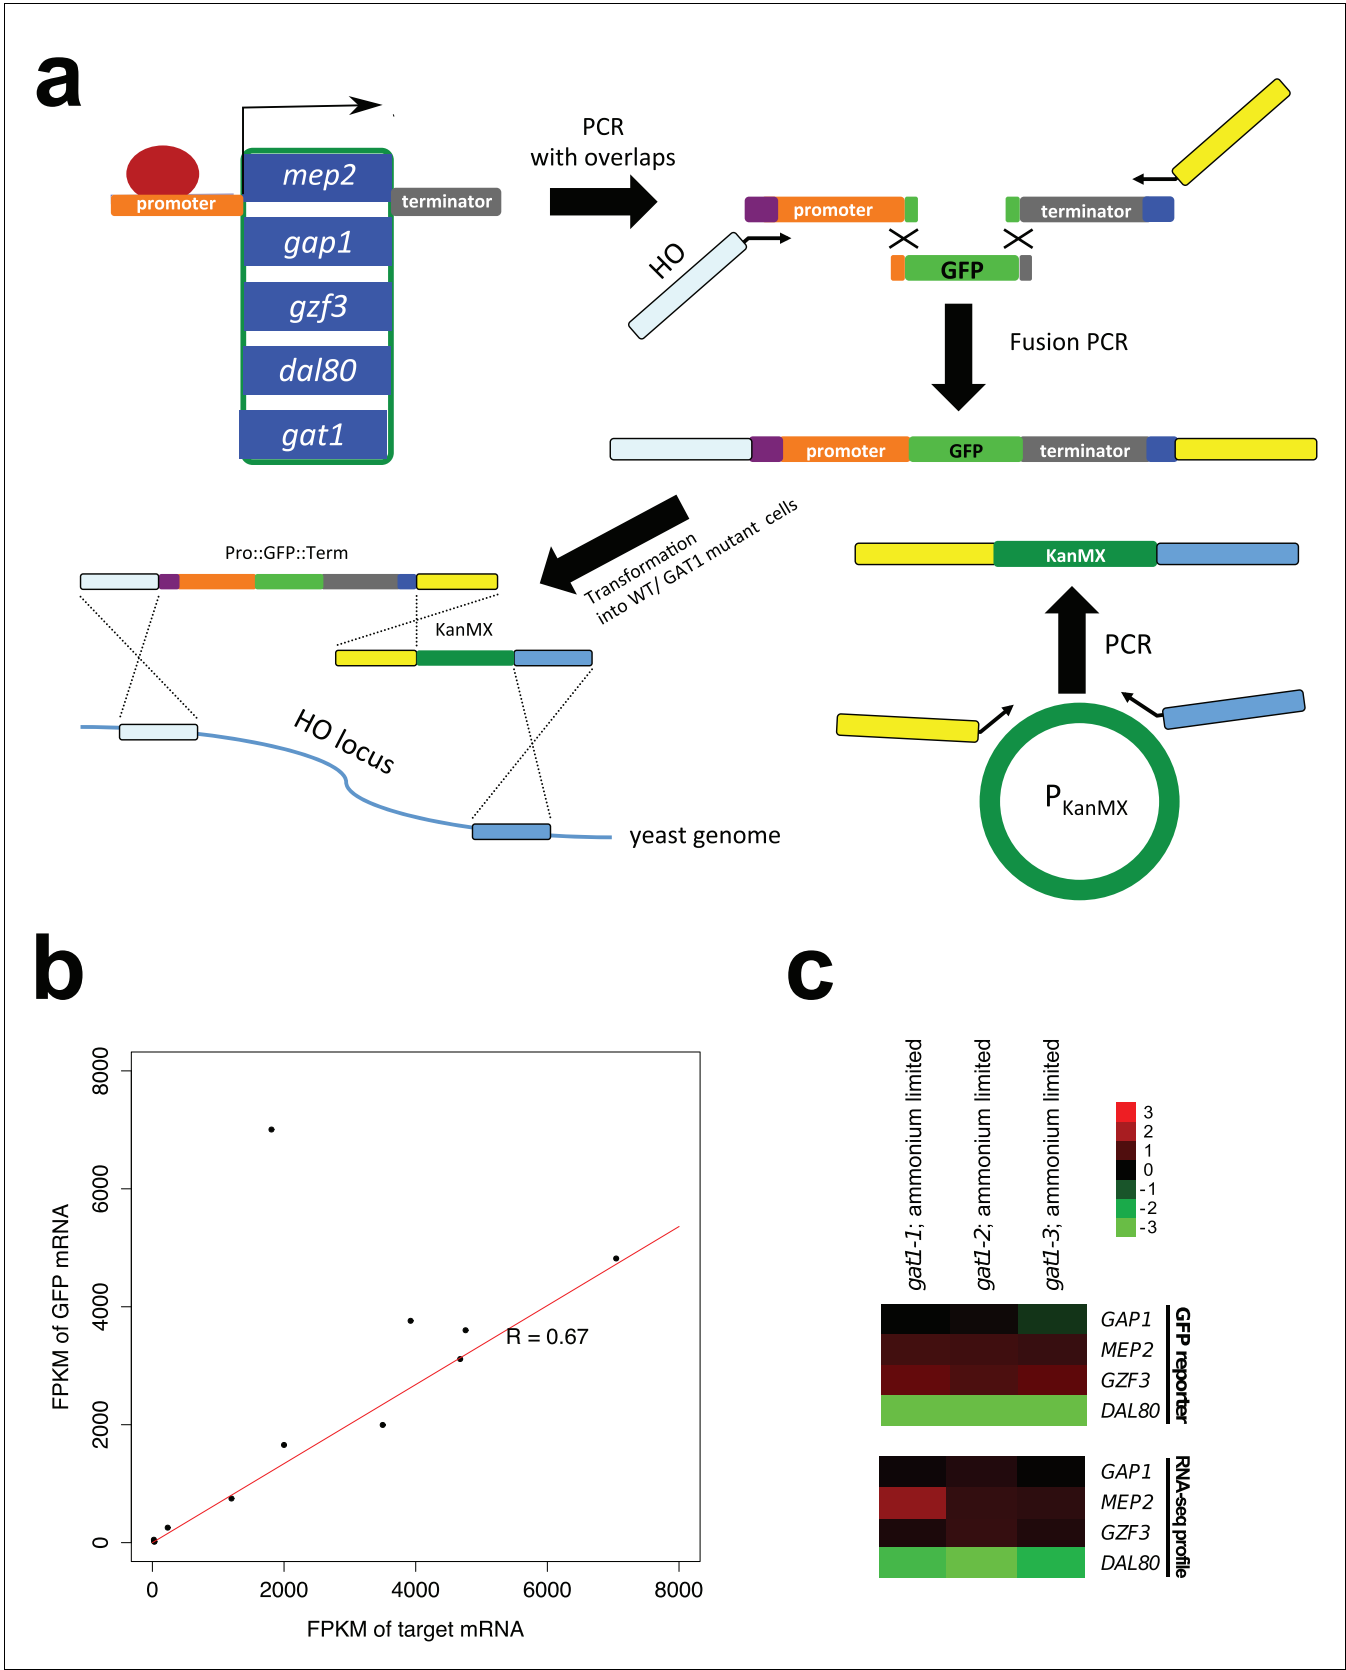 a
mep2
gap1
gzf3
dal80
gat1
promoter
terminator
PCR
with overlaps
promoter
terminator
HO
GFP
Fusion PCR
promoter
GFP
terminator
Transformation
into WT/ GAT1 mutant cells
Pro::GFP::Term
KanMX
HO locus
yeast genome
KanMX
PCR
PKanMX
b
8000
6000
4000
2000
0
FPKM of GFP mRNA
R = 0.67
0 2000 4000 6000 8000
FPKM of target mRNA
c
gat1-1; ammonium limited
gat1-2; ammonium limited
gat1-3; ammonium limited
3
2
1
0
-1
-2
-3
GAP1
MEP2
GZF3
DAL80
GFP reporter
GAP1
MEP2
GZF3
DAL80
RNA-seq profile